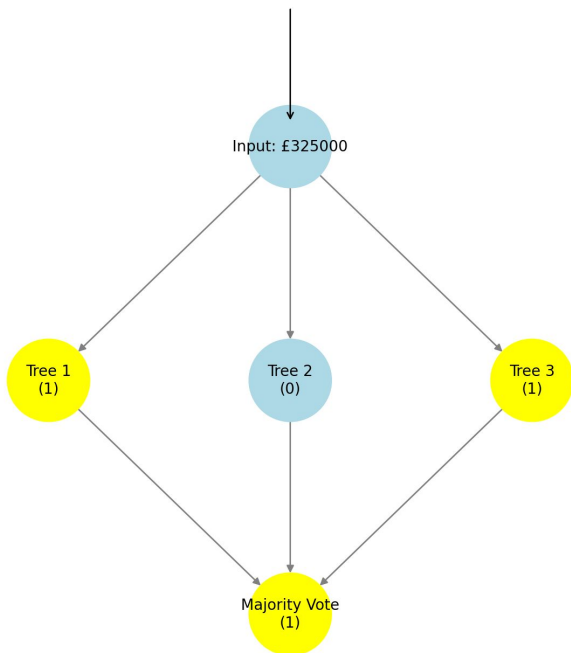 Input: £325000
Tree 1
(1)
Tree 2
(0)
Tree 3
(1)
Majority Vote
(1)